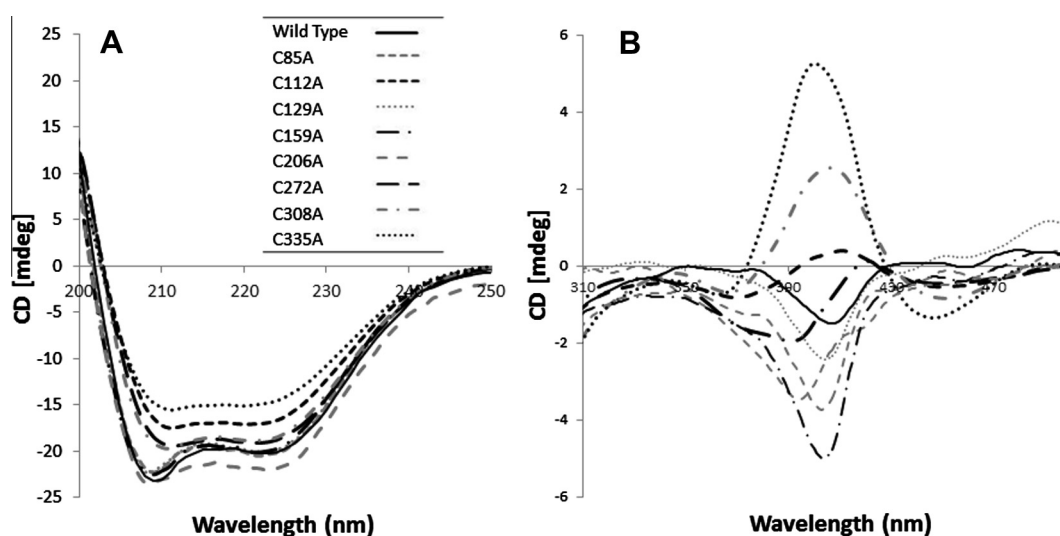 A
CD [mdeg]
25
20
15
10
5
0
-5
-10
-15
-20
-25
200
210
220
230
240
250
Wavelength (nm)
Wild Type
C85A
C112A
C129A
C159A
C206A
C272A
C308A
C335A
B
CD [mdeg]
6
4
2
0
-2
-4
-6
310
350
390
430
470
Wavelength (nm)